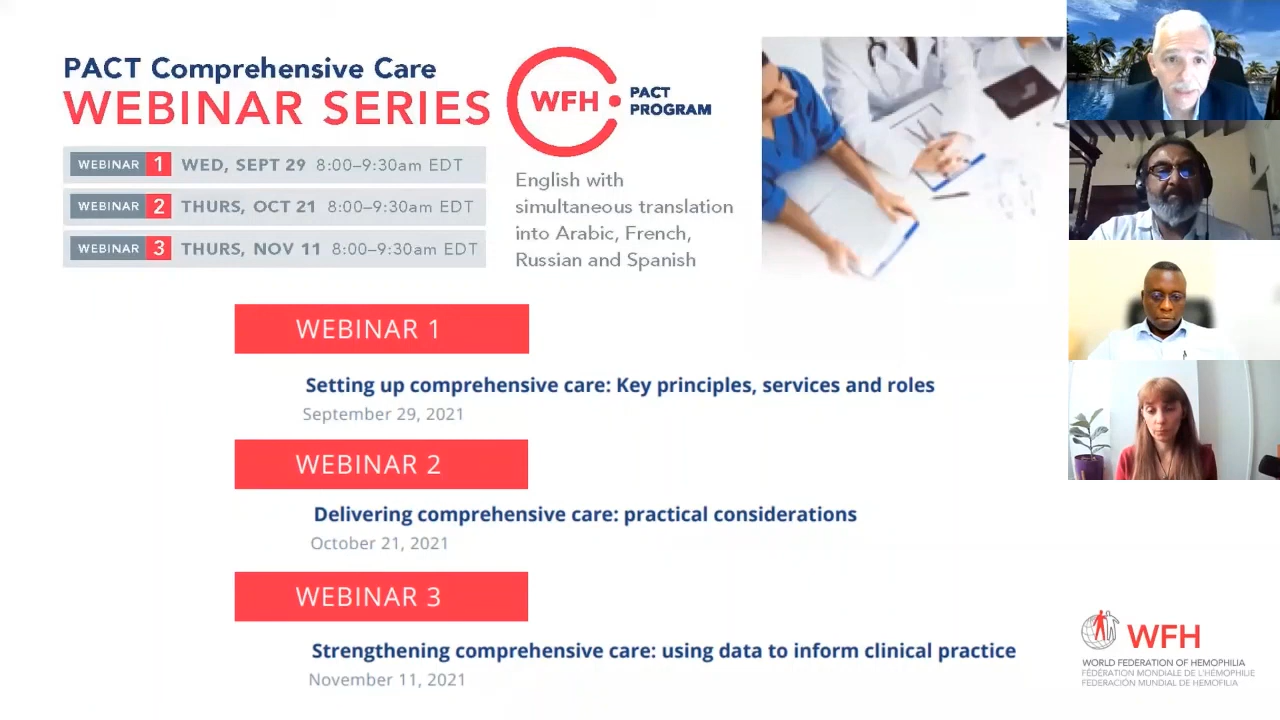 PACT Comprehensive Care
WEBINAR SERIES
WFH
PACT
PROGRAM
WEBINAR 1 WED, SEPT 29 8:00–9:30am EDT
WEBINAR 2 THURS, OCT 21 8:00–9:30am EDT
WEBINAR 3 THURS, NOV 11 8:00–9:30am EDT
English with
simultaneous translation
into Arabic, French,
Russian and Spanish
WEBINAR 1
Setting up comprehensive care: Key principles, services and roles
September 29, 2021
WEBINAR 2
Delivering comprehensive care: practical considerations
October 21, 2021
WEBINAR 3
Strengthening comprehensive care: using data to inform clinical practice
November 11, 2021
WFH
WORLD FEDERATION OF HEMOPHILIA
FÉDÉRATION MONDIALE DE L'HÉMOPHILIE
FEDERACIÓN MUNDIAL DE HEMOFILIA